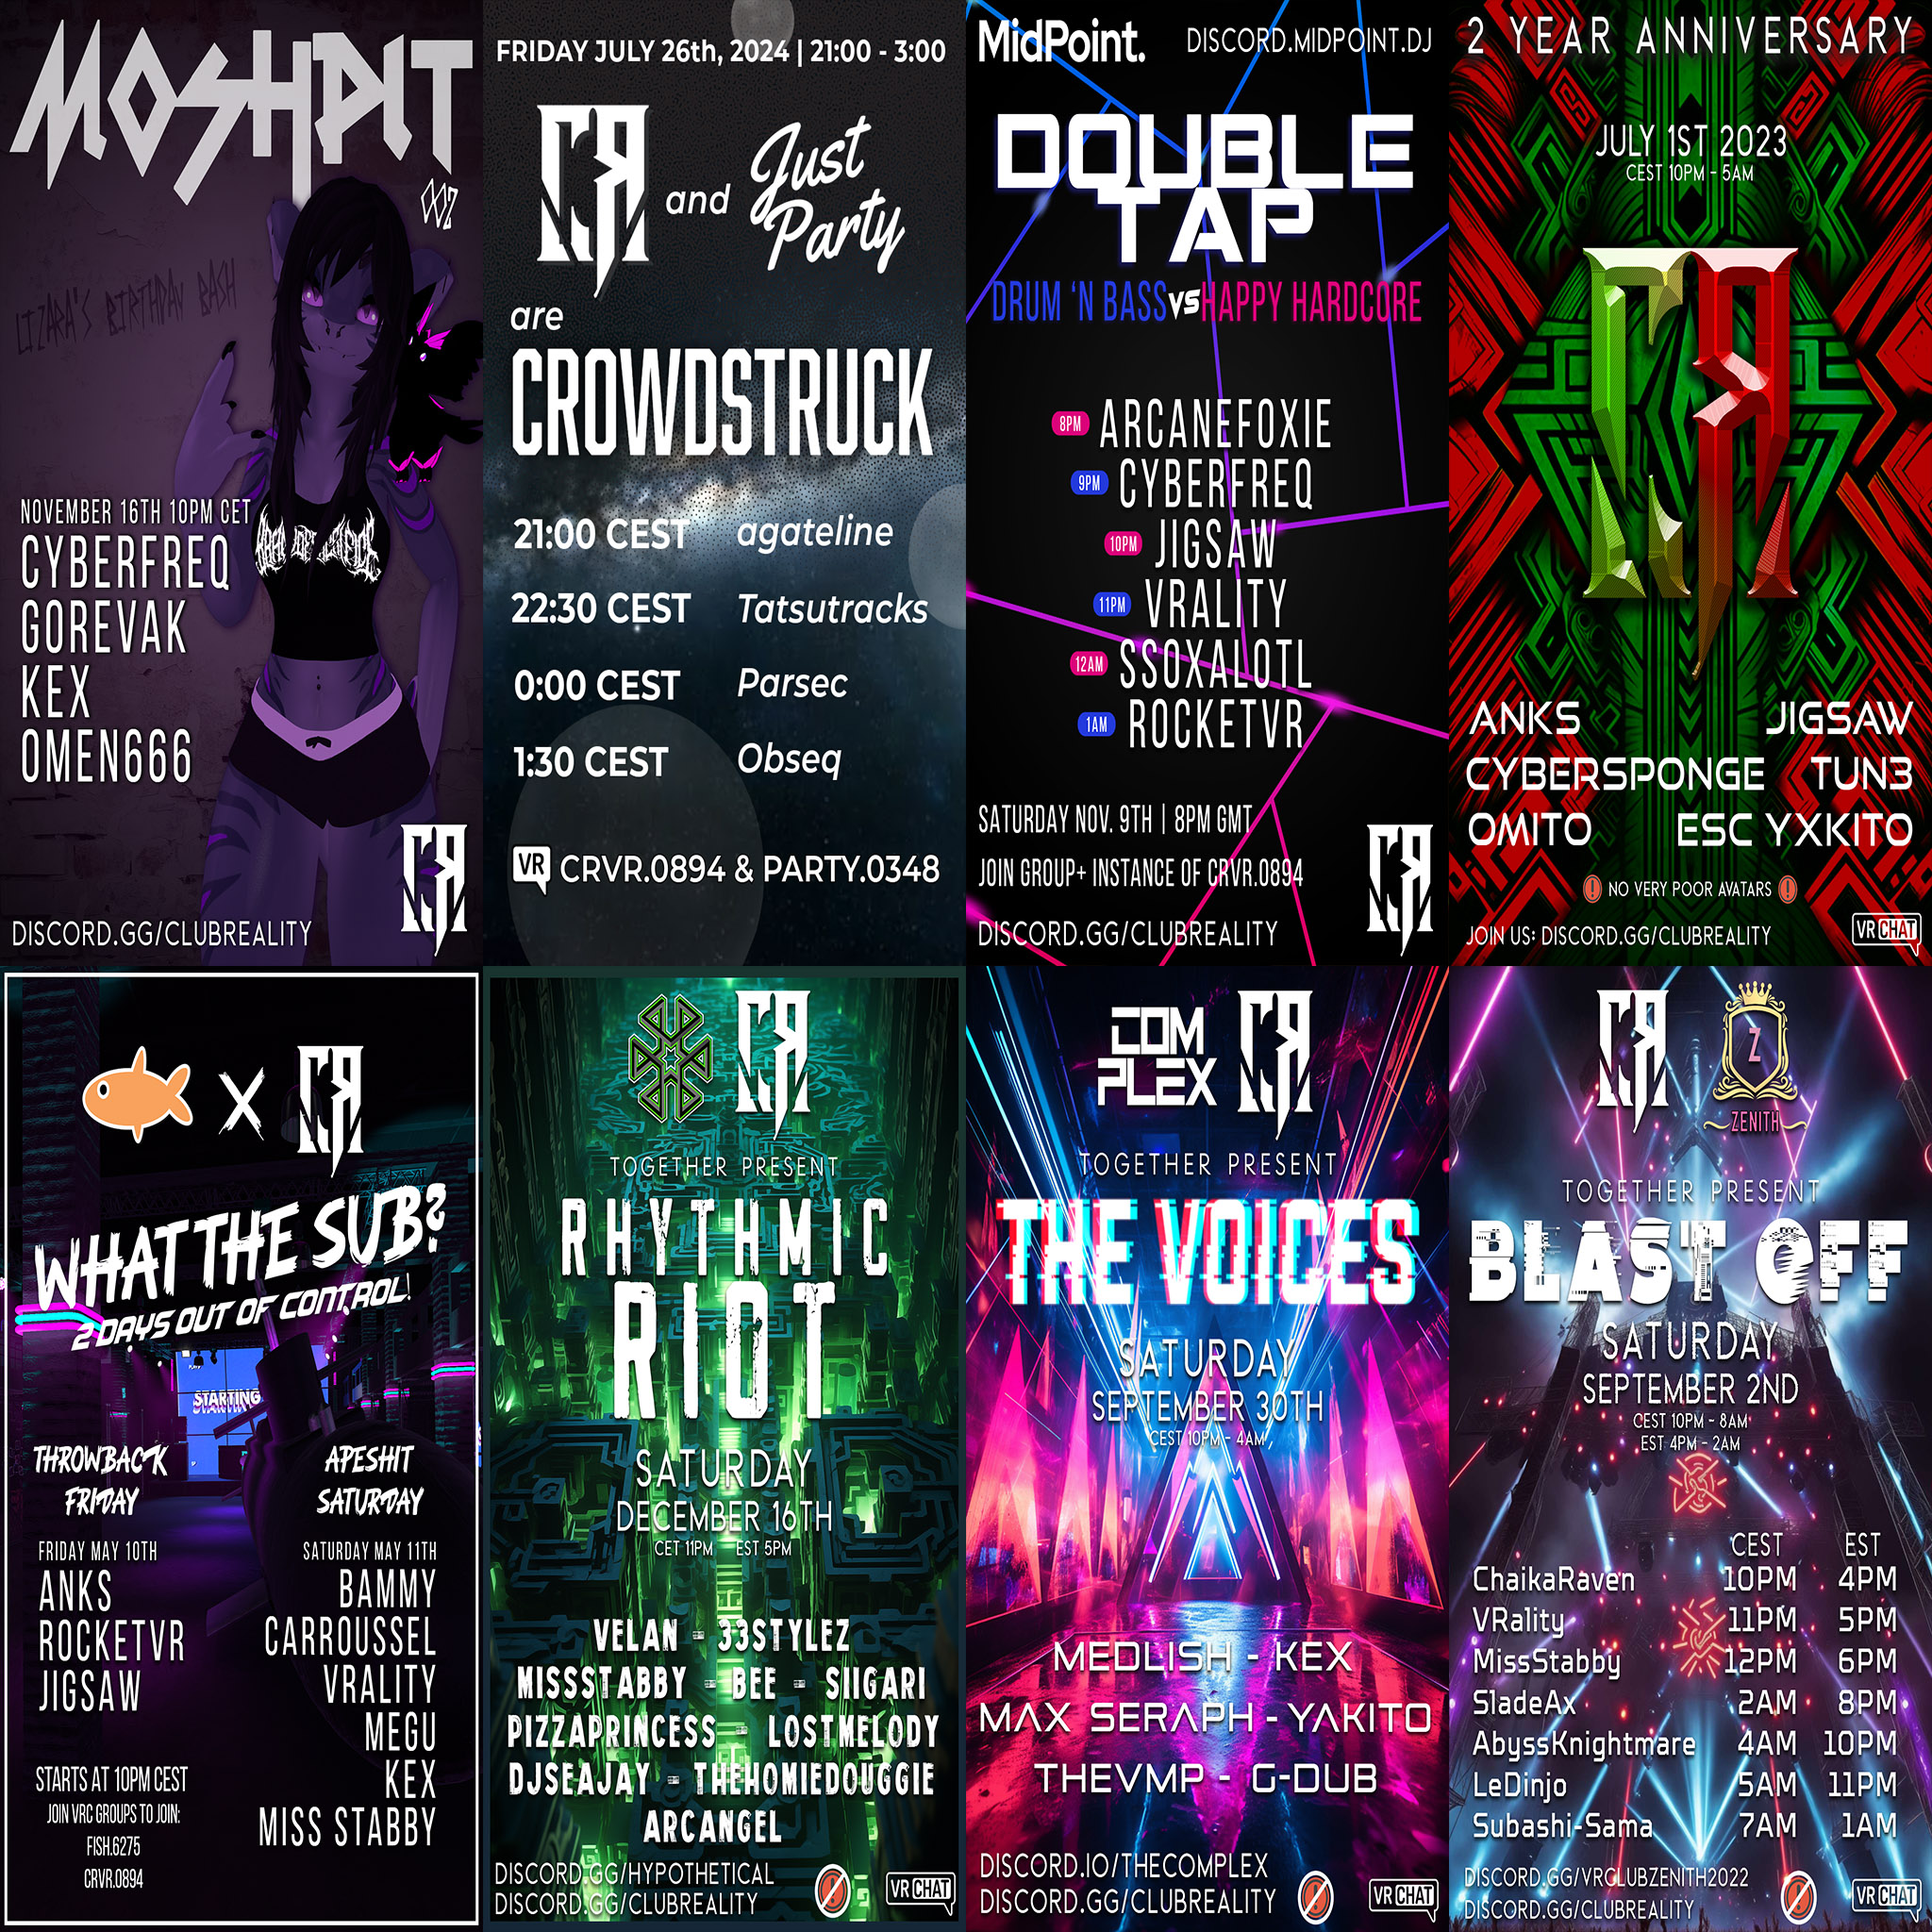 MOSHPIT
002
LIZARA'S BIRTHDAY BASH
NOVEMBER 16TH 10PM CET
CYBERFREQ
GOREVAK
KEX
OMEN666
CR
DISCORD.GG/CLUBREALITY
FRIDAY JULY 26th, 2024 | 21:00 - 3:00
CR and Just Party
are
CROWDSTRUCK
21:00 CEST agateline
22:30 CEST Tatsutracks
0:00 CEST Parsec
1:30 CEST Obseq
VR CRVR.0894 & PARTY.0348
MidPoint. DISCORD.MIDPOINT.DJ
DOUBLE
TAP
DRUM 'N BASS VS HAPPY HARDCORE
8PM ARCANEFOXIE
9PM CYBERFREQ
10PM JIGSAW
11PM VRALITY
12AM SSOXALOTL
1AM ROCKETVR
SATURDAY NOV. 9TH | 8PM GMT
JOIN GROUP+ INSTANCE OF CRVR.0894
DISCORD.GG/CLUBREALITY
CR
2 YEAR ANNIVERSARY
JULY 1ST 2023
CEST 10PM - 5AM
CR
ANKS JIGSAW
CYBERSPONGE TUN3
OMITO ESC YXKITO
! NO VERY POOR AVATARS !
JOIN US: DISCORD.GG/CLUBREALITY
VRCHAT
X CR
WHAT THE SUB?
2 DAYS OUT OF CONTROL!
STARTING
THROWBACK
FRIDAY
FRIDAY MAY 10TH
ANKS
ROCKETVR
JIGSAW
STARTS AT 10PM CEST
JOIN VRC GROUPS TO JOIN:
FISH.6275
CRVR.0894
APESHIT
SATURDAY
SATURDAY MAY 11TH
BAMMY
CARROUSSEL
VRALITY
MEGU
KEX
MISS STABBY
CR
TOGETHER PRESENT
RHYTHMIC
RIOT
SATURDAY
DECEMBER 16TH
CET 11PM EST 5PM
VELAN - 33STYLEZ
MISSSTABBY - BEE - SIIGARI
PIZZAPRINCESS - LOSTMELODY
DJSEAJAY - THEHOMIEDOUGGIE
ARCANGEL
DISCORD.GG/HYPOTHETICAL
DISCORD.GG/CLUBREALITY
VRCHAT
COM
PLEX
CR
TOGETHER PRESENT
THE VOICES
SATURDAY
SEPTEMBER 30TH
CEST 10PM - 4AM
MEDLISH - KEX
MAX SERAPH - YAKITO
THEVMP - G-DUB
DISCORD.IO/THECOMPLEX
DISCORD.GG/CLUBREALITY
VRCHAT
CR
Z
ZENITH
TOGETHER PRESENT
BLAST OFF
SATURDAY
SEPTEMBER 2ND
CEST 10PM - 8AM
EST 4PM - 2AM
CEST EST
ChaikaRaven 10PM 4PM
VRality 11PM 5PM
MissStabby 12PM 6PM
SladeAx 2AM 8PM
AbyssKnightmare 4AM 10PM
LeDinjo 5AM 11PM
Subashi-Sama 7AM 1AM
DISCORD.GG/VRCLUBZENITH2022
DISCORD.GG/CLUBREALITY
VRCHAT